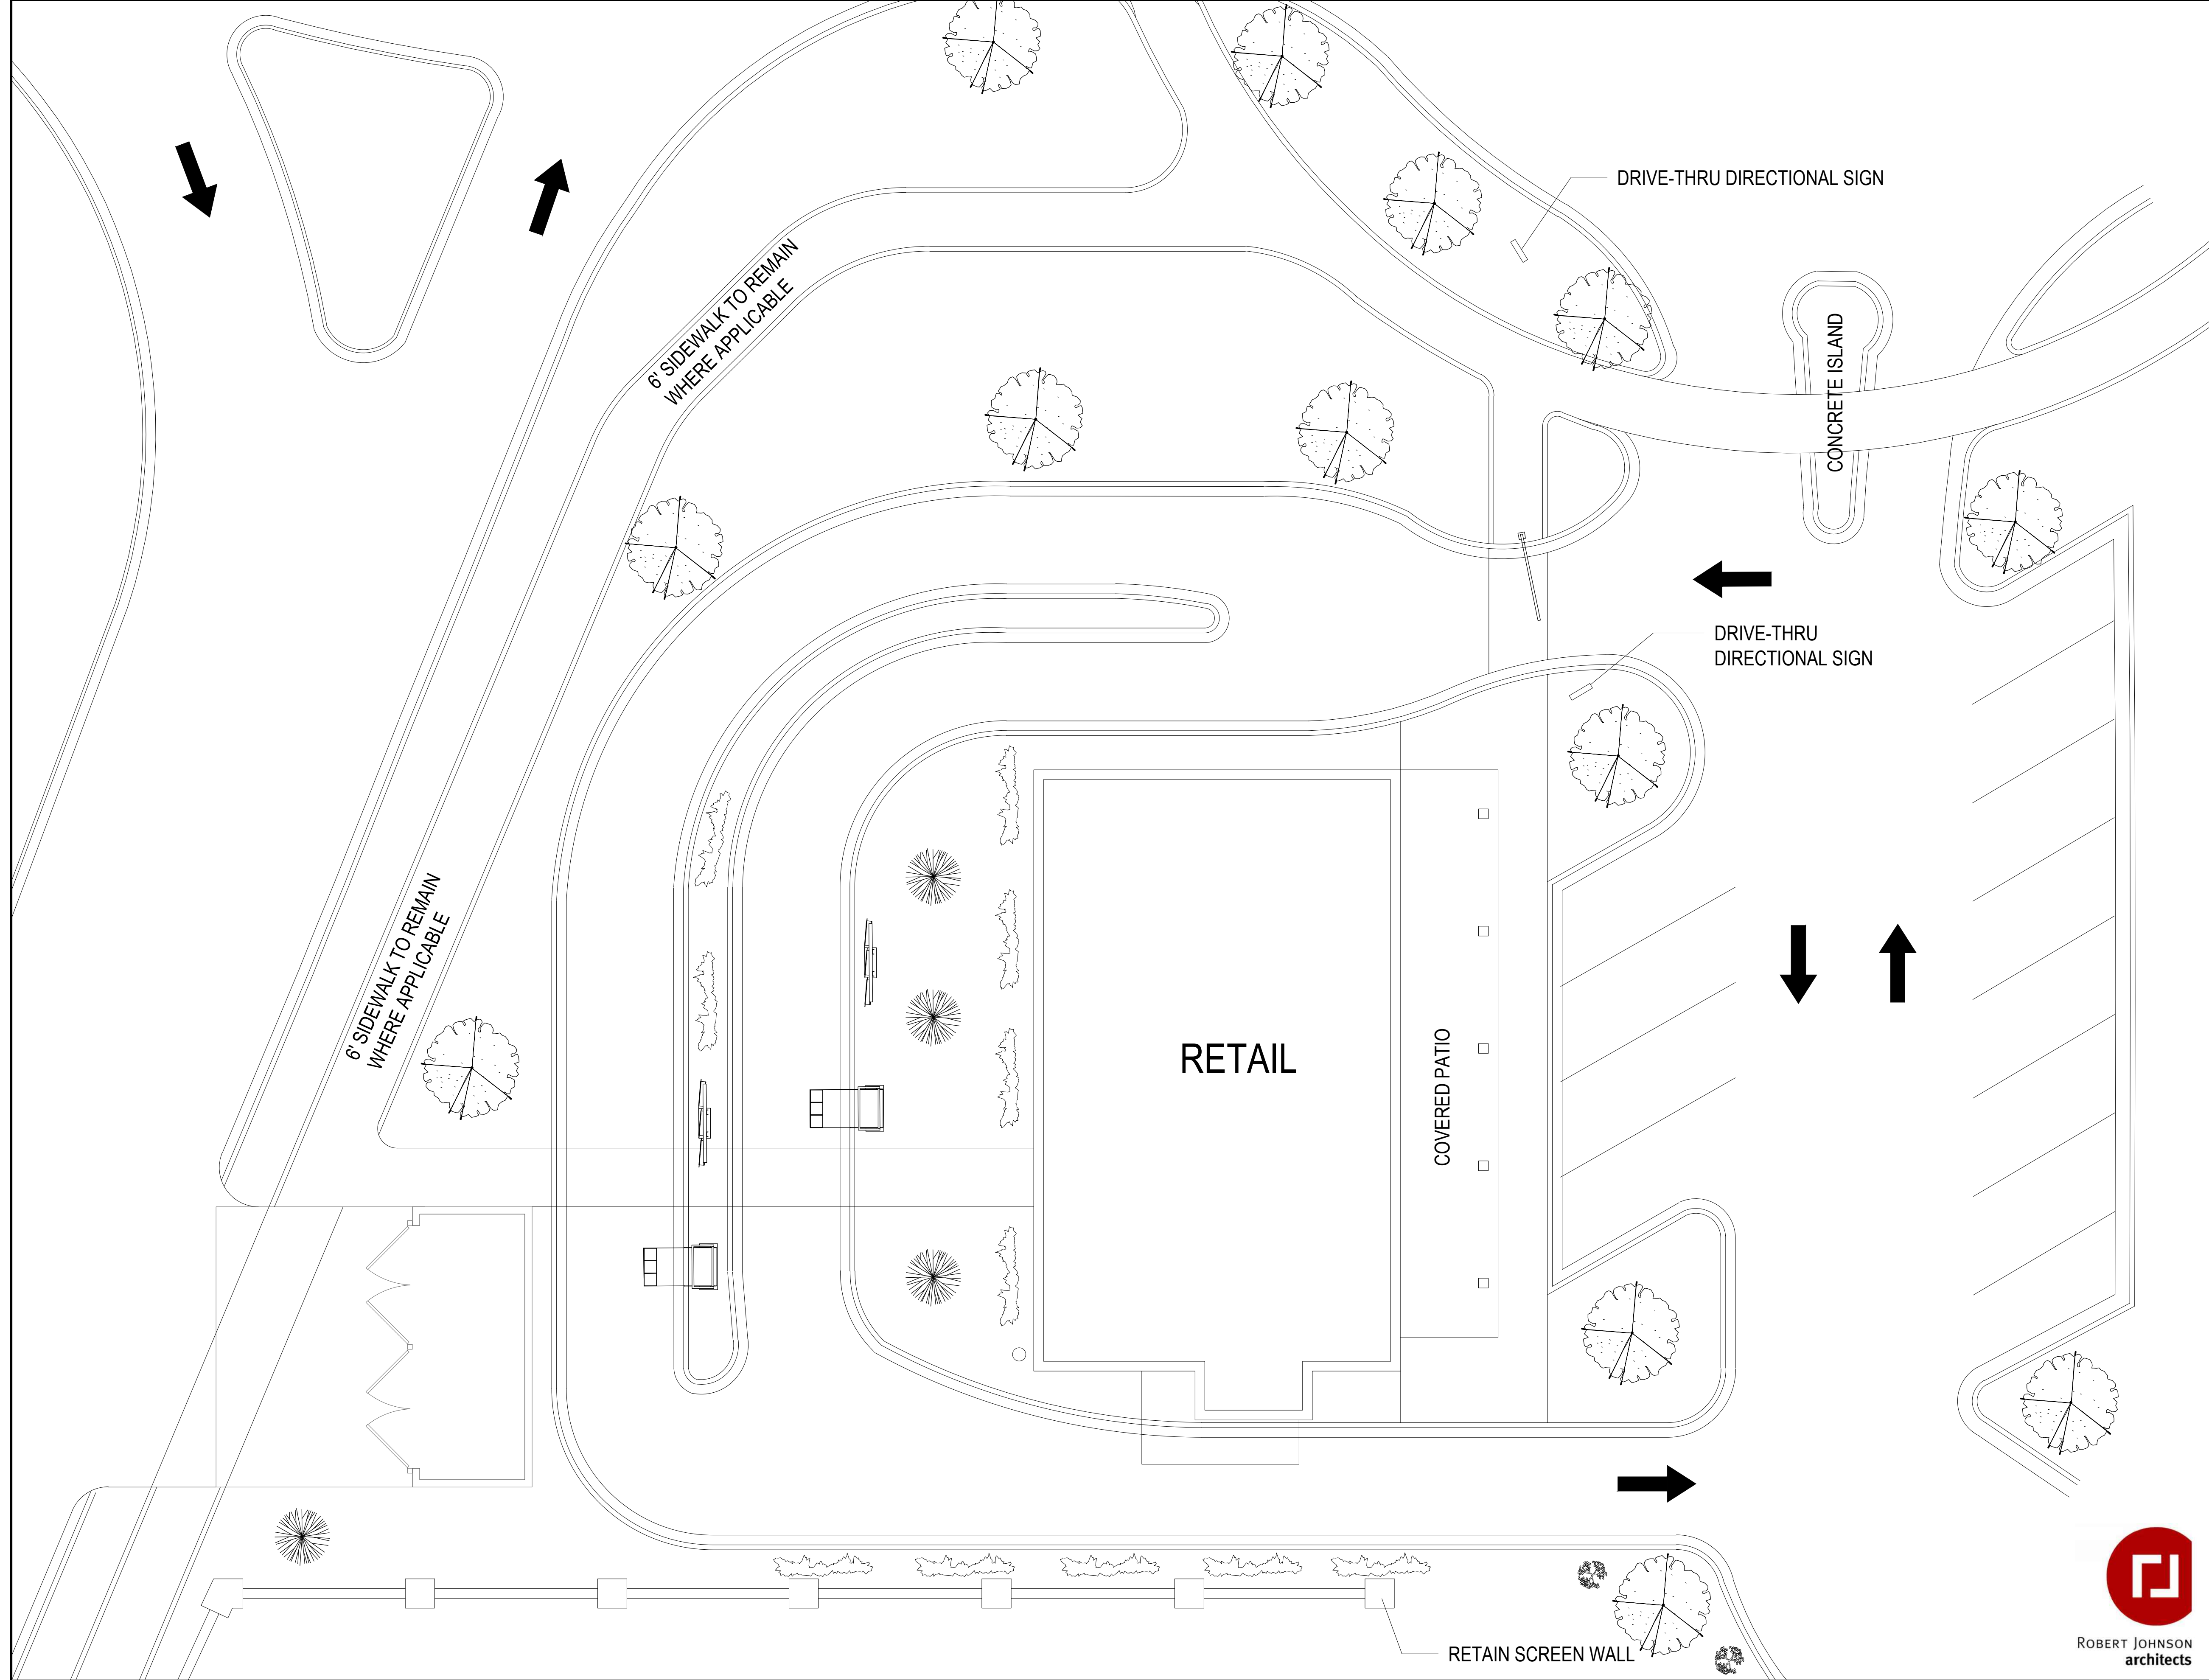 DRIVE-THRU DIRECTIONAL SIGN
6' SIDEWALK TO REMAIN
WHERE APPLICABLE
CONCRETE ISLAND
DRIVE-THRU
DIRECTIONAL SIGN
6' SIDEWALK TO REMAIN
WHERE APPLICABLE
RETAIL
COVERED PATIO
RETAIN SCREEN WALL
ROBERT JOHNSON
architects